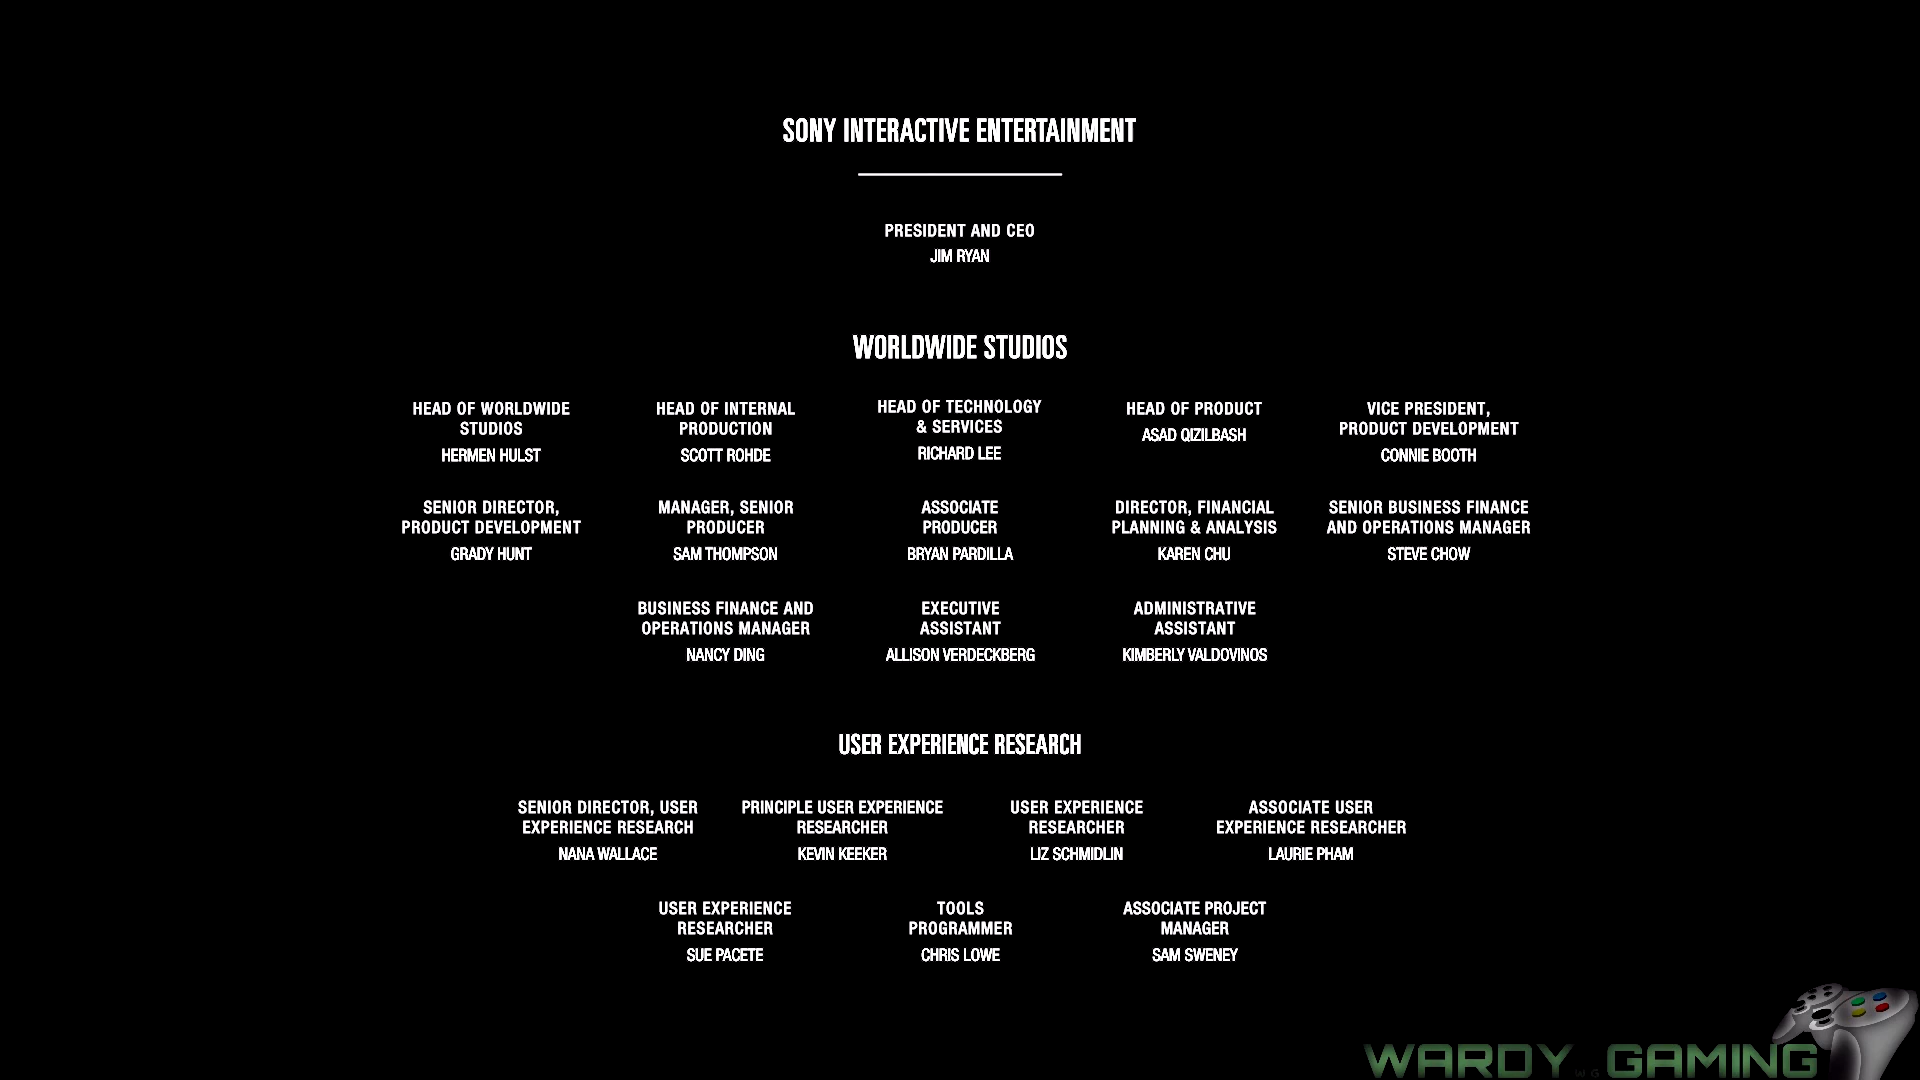 SONY INTERACTIVE ENTERTAINMENT
PRESIDENT AND CEO
JIM RYAN
WORLDWIDE STUDIOS
HEAD OF WORLDWIDE
STUDIOS
HERMEN HULST
HEAD OF INTERNAL
PRODUCTION
SCOTT ROHDE
HEAD OF TECHNOLOGY
& SERVICES
RICHARD LEE
HEAD OF PRODUCT
ASAD QIZILBASH
VICE PRESIDENT,
PRODUCT DEVELOPMENT
CONNIE BOOTH
SENIOR DIRECTOR,
PRODUCT DEVELOPMENT
GRADY HUNT
MANAGER, SENIOR
PRODUCER
SAM THOMPSON
ASSOCIATE
PRODUCER
BRYAN PARDILLA
DIRECTOR, FINANCIAL
PLANNING & ANALYSIS
KAREN CHU
SENIOR BUSINESS FINANCE
AND OPERATIONS MANAGER
STEVE CHOW
BUSINESS FINANCE AND
OPERATIONS MANAGER
NANCY DING
EXECUTIVE
ASSISTANT
ALLISON VERDECKBERG
ADMINISTRATIVE
ASSISTANT
KIMBERLY VALDOVINOS
USER EXPERIENCE RESEARCH
SENIOR DIRECTOR, USER
EXPERIENCE RESEARCH
NANA WALLACE
PRINCIPLE USER EXPERIENCE
RESEARCHER
KEVIN KEEKER
USER EXPERIENCE
RESEARCHER
LIZ SCHMIDLIN
ASSOCIATE USER
EXPERIENCE RESEARCHER
LAURIE PHAM
USER EXPERIENCE
RESEARCHER
SUE PACETE
TOOLS
PROGRAMMER
CHRIS LOWE
ASSOCIATE PROJECT
MANAGER
SAM SWENEY
WARDY WG GAMING